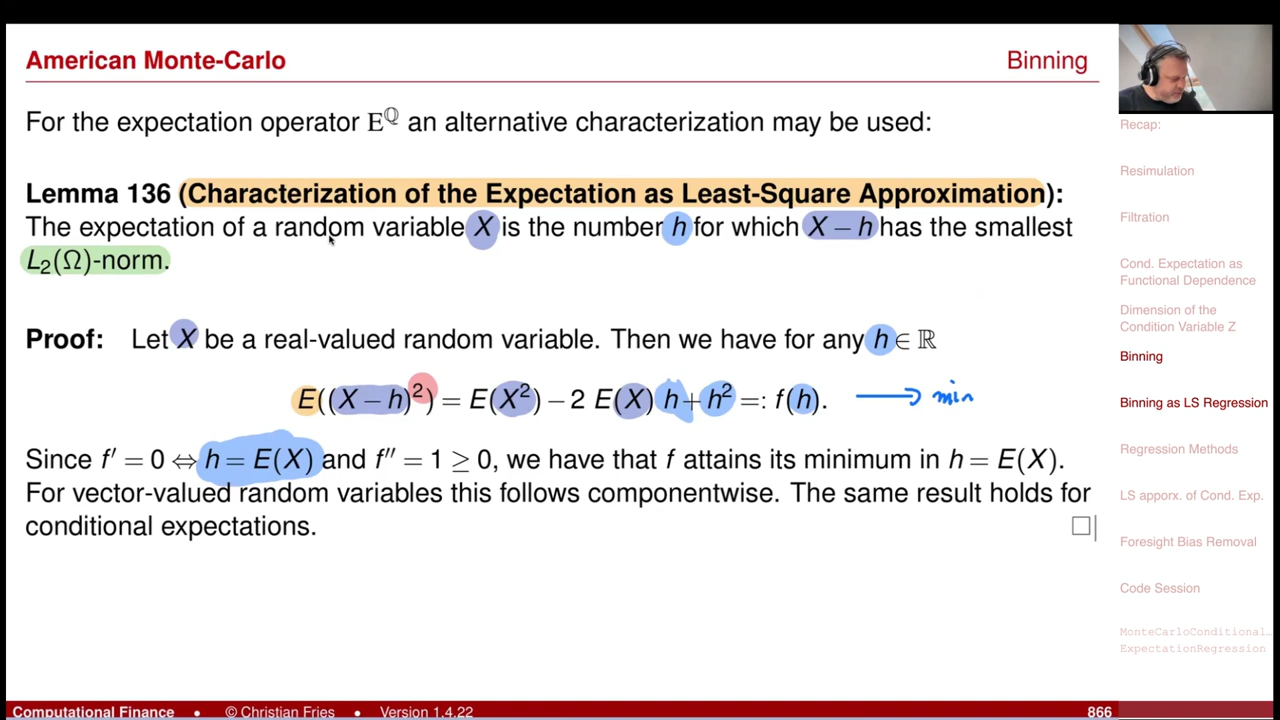 American Monte-Carlo
Binning
For the expectation operator E^ℚ an alternative characterization may be used:
Lemma 136 (Characterization of the Expectation as Least-Square Approximation):
The expectation of a random variable X is the number h for which X − h has the smallest
L₂(Ω)-norm.
Proof: Let X be a real-valued random variable. Then we have for any h ∈ ℝ
E((X − h)²) = E(X²) − 2 E(X) h + h² =: f(h). ⟶ min
Since f′ = 0 ⇔ h = E(X) and f″ = 1 ≥ 0, we have that f attains its minimum in h = E(X).
For vector-valued random variables this follows componentwise. The same result holds for
conditional expectations. □|
Recap:
Resimulation
Filtration
Cond. Expectation as
Functional Dependence
Dimension of the
Condition Variable Z
Binning
Binning as LS Regression
Regression Methods
LS apporx. of Cond. Exp.
Foresight Bias Removal
Code Session
MonteCarloConditional…
ExpectationRegression
Computational Finance • © Christian Fries • Version 1.4.22
866